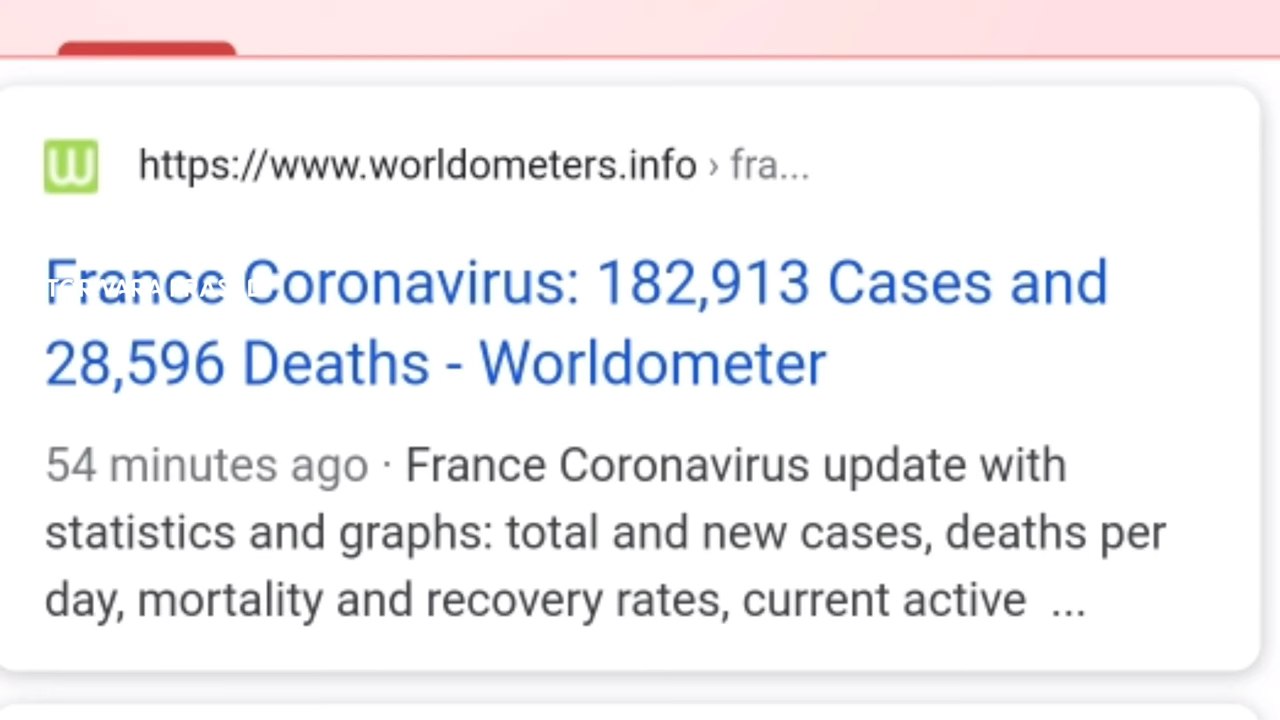 https://www.worldometers.info › fra...
France Coronavirus: 182,913 Cases and
28,596 Deaths - Worldometer
54 minutes ago · France Coronavirus update with
statistics and graphs: total and new cases, deaths per
day, mortality and recovery rates, current active ...